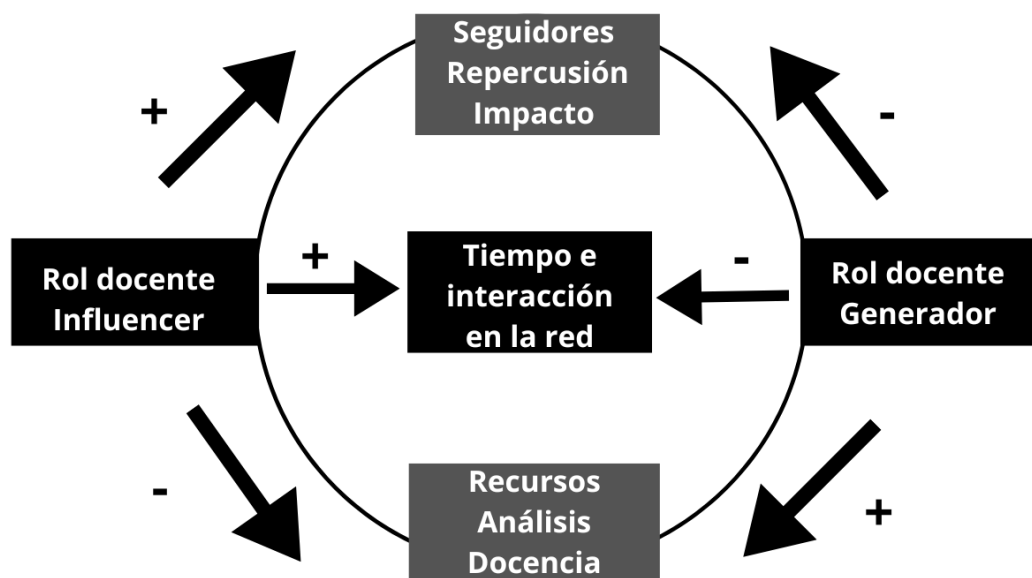 Seguidores
Repercusión
Impacto
+
-
Rol docente
Influencer
+
Tiempo e
interacción
en la red
-
Rol docente
Generador
-
Recursos
Análisis
Docencia
+